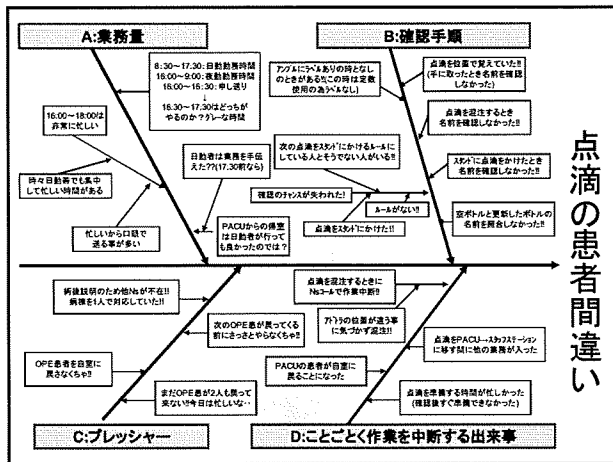 A:業務量
B:確認手順
8:30~17:30:日勤勤務時間
16:00~9:00:夜勤勤務時間
16:00~16:30:申し送り
↓
16:30~17:30はどっちが
やるのか?グレーな時間
16:00~18:00は
非常に忙しい
時々日勤帯でも集中
して忙しい時間がある
忙しいから口頭で
送る事が多い
日勤者は業務を手伝
えた??(17.30前なら)
PACUからの帰室
は日勤者が行って
も良かったのでは?
アンプルにラベルありの時となしの
ときがある(この時は定数
使用の為ラベルなし)
点滴を位置で覚えていた!!
(手に取ったとき名前を確認
しなかった)
点滴を混注するとき
名前を確認しなかった!!
次の点滴をスタンドにかけるルールに
している人とそうでない人がいる!!
スタンドに点滴をかけたとき
名前を確認しなかった!!
確認のチャンスが失われた!
ルールがない!!
点滴をスタンドにかけた!!
空ボトルと更新したボトルの
名前を照合しなかった!!
点滴の患者間違い
術後説明のため他Nsが不在!!
病棟を1人で対応していた!!
次のOPE患が戻ってくる
前にさっさとやらなくちゃ!!
OPE患者を自室に
戻さなくちゃ!!
まだOPE患が2人も戻って
来ない!!今日は忙しいな・・
点滴を混注するときに
Nsコールで作業中断!!
アドトラの位置が違う事に
気づかず混注!!
点滴をPACU→スタッフステーション
に移す間に他の業務が入った
PACUの患者が自室に
戻ることになった
点滴を準備する時間が忙しかった
(確認後すぐ準備できなかった)
C:プレッシャー
D:ことごとく作業を中断する出来事